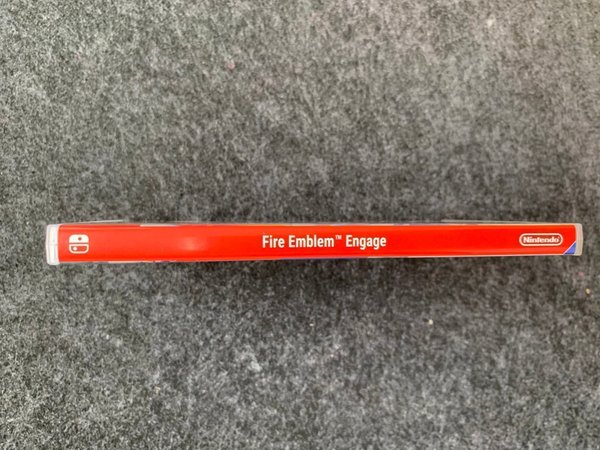 Fire Emblem™ Engage
Nintendo